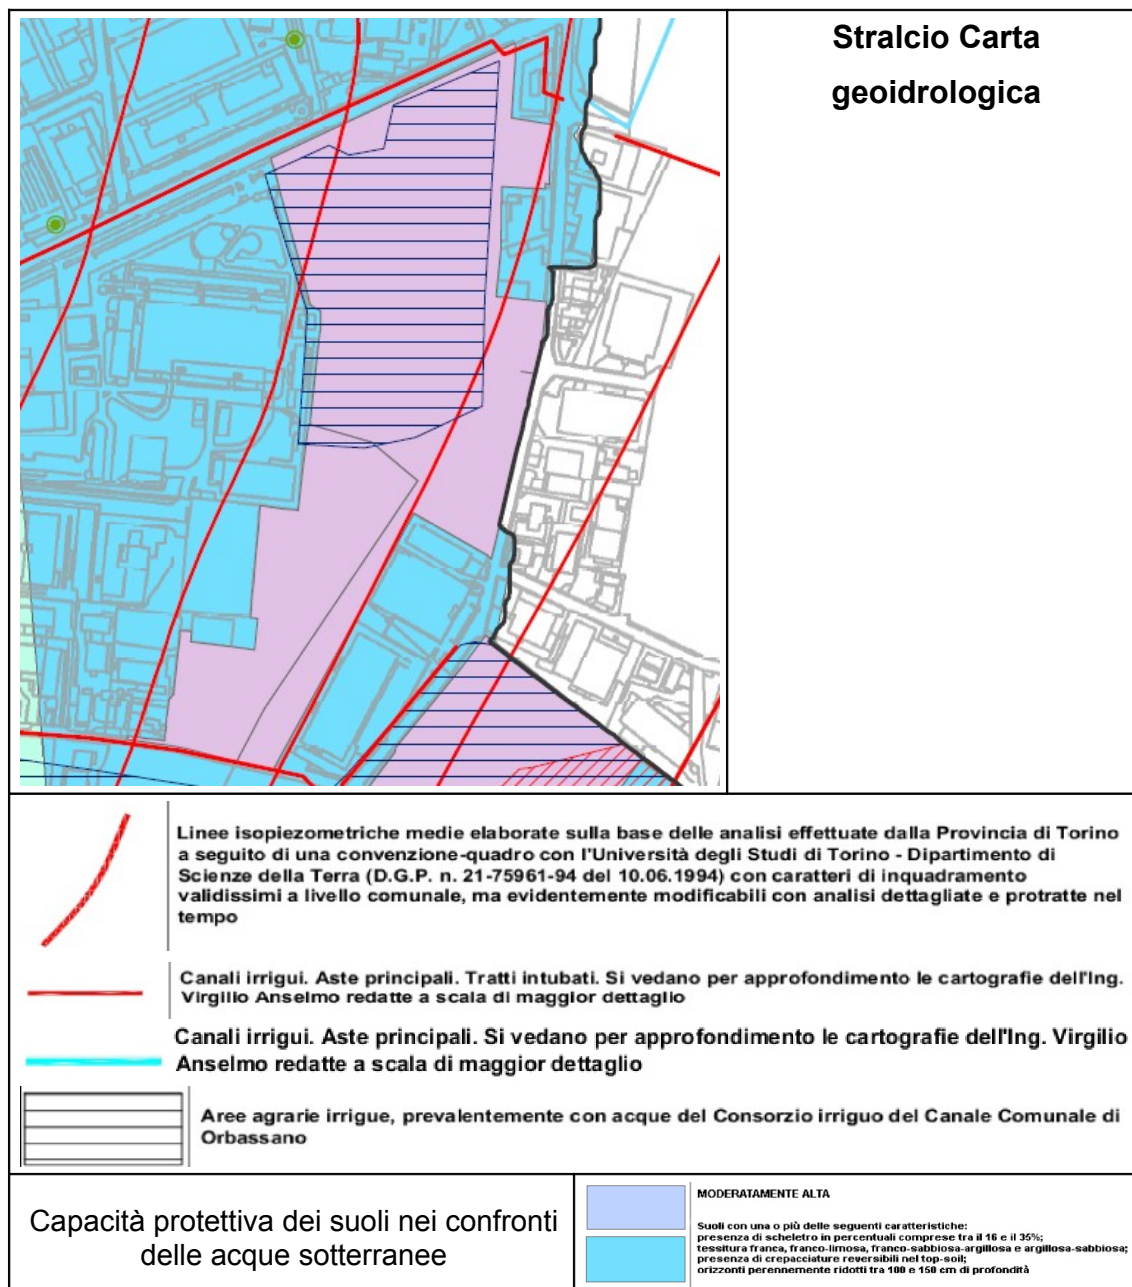 Stralcio Carta
geoidrologica
Linee isopiezometriche medie elaborate sulla base delle analisi effettuate dalla Provincia di Torino
a seguito di una convenzione-quadro con l'Università degli Studi di Torino - Dipartimento di
Scienze della Terra (D.G.P. n. 21-75961-94 del 10.06.1994) con caratteri di inquadramento
validissimi a livello comunale, ma evidentemente modificabili con analisi dettagliate e protratte nel
tempo
Canali irrigui. Aste principali. Tratti intubati. Si vedano per approfondimento le cartografie dell'Ing.
Virgilio Anselmo redatte a scala di maggior dettaglio
Canali irrigui. Aste principali. Si vedano per approfondimento le cartografie dell'Ing. Virgilio
Anselmo redatte a scala di maggior dettaglio
Aree agrarie irrigue, prevalentemente con acque del Consorzio irriguo del Canale Comunale di
Orbassano
Capacità protettiva dei suoli nei confronti
delle acque sotterranee
MODERATAMENTE ALTA
Suoli con una o più delle seguenti caratteristiche:
presenza di scheletro in percentuali comprese tra il 16 e il 35%;
tessitura franca, franco-limosa, franco-sabbiosa-argillosa e argillosa-sabbiosa;
presenza di crepacciature reversibili nel top-soil;
orizzonti perennemente ridotti tra 100 e 150 cm di profondità